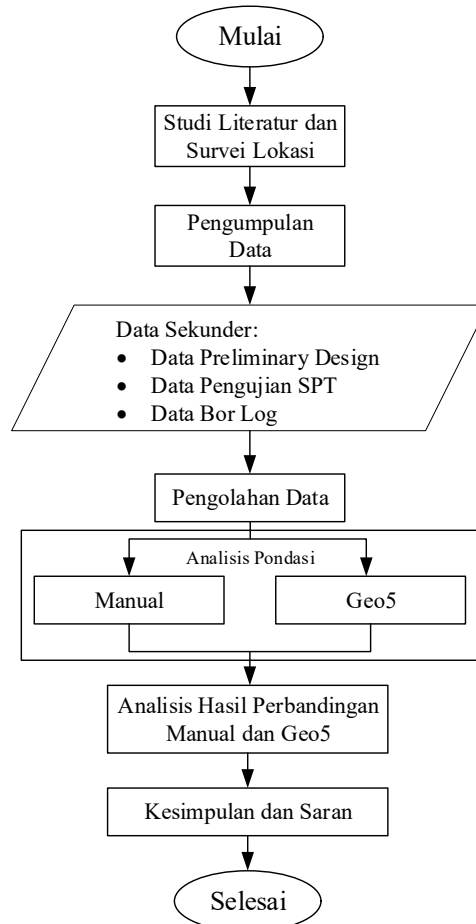 Mulai
Studi Literatur dan
Survei Lokasi
Pengumpulan
Data
Data Sekunder:
• Data Preliminary Design
• Data Pengujian SPT
• Data Bor Log
Pengolahan Data
Analisis Pondasi
Manual
Geo5
Analisis Hasil Perbandingan
Manual dan Geo5
Kesimpulan dan Saran
Selesai